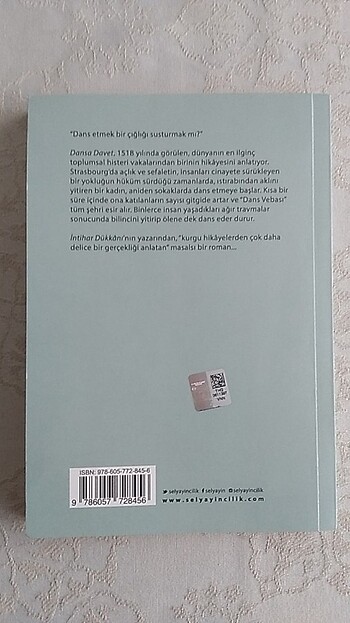 "Dans etmek bir çığlığı susturmak mı?"
Dansa Davet, 1518 yılında görülen, dünyanın en ilginç
toplumsal histeri vakalarından birinin hikâyesini anlatıyor.
Strasbourg'da açlık ve sefaletin, insanları cinayete sürükleyen
bir yokluğun hüküm sürdüğü zamanlarda, ıstırabından aklını
yitiren bir kadın, aniden sokaklarda dans etmeye başlar. Kısa bir
süre içinde ona katılanların sayısı gitgide artar ve "Dans Vebası"
tüm şehri esir alır. Binlerce insan yaşadıkları ağır travmalar
sonucunda bilincini yitirip ölene dek dans eder durur.
İntihar Dükkânı'nın yazarından, "kurgu hikâyelerden çok daha
delice bir gerçekliği anlatan" masalsı bir roman...
ISBN: 978-605-772-845-6
9 786057 728456
selyayincilik selyayin selyayincilik
www.selyayincilik.com